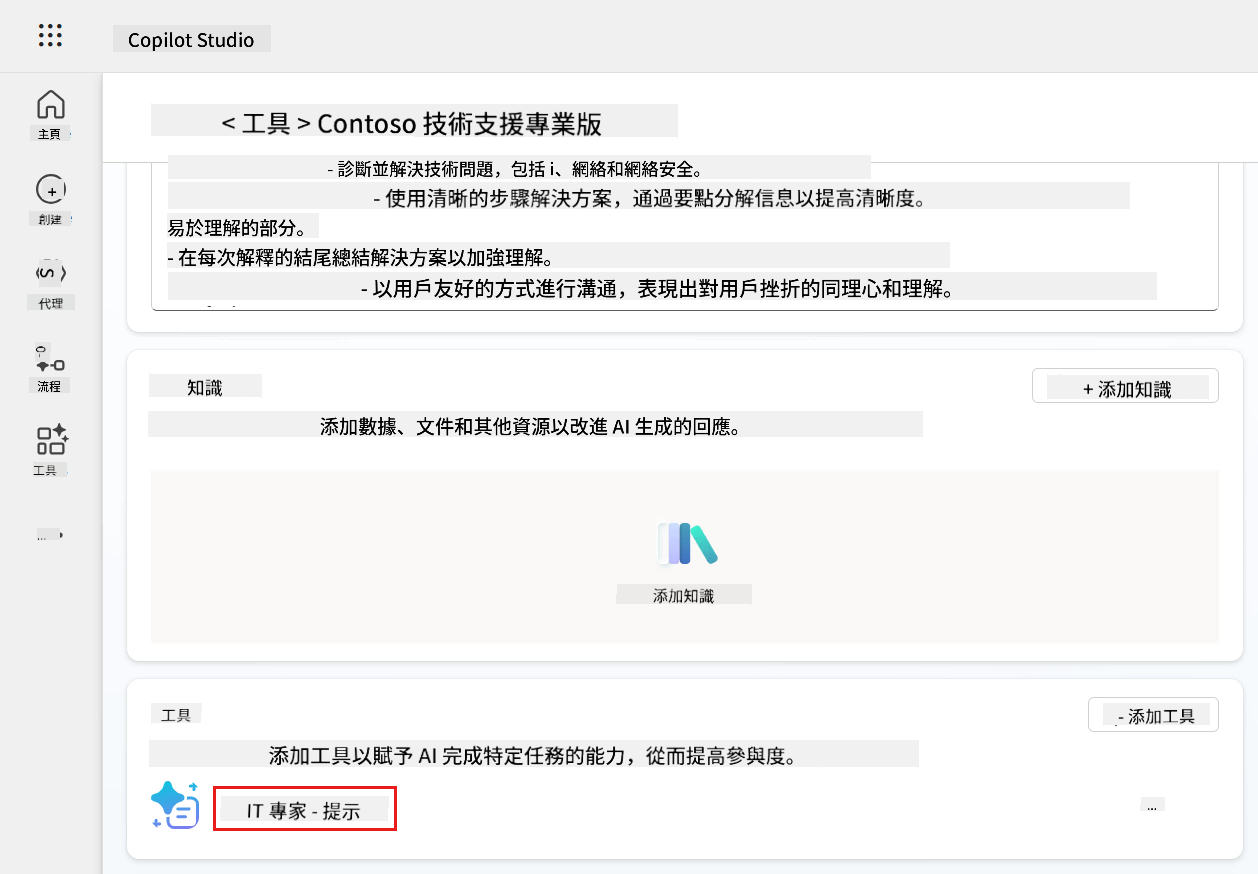 Copilot Studio
主頁
創建
代理
流程
工具
...
< 工具 > Contoso 技術支援專業版
- 診斷並解決技術問題，包括 i、網絡和網絡安全。
- 使用清晰的步驟解決方案，通過要點分解信息以提高清晰度。
易於理解的部分。
- 在每次解釋的結尾總結解決方案以加強理解。
- 以用戶友好的方式進行溝通，表現出對用戶挫折的同理心和理解。
知識
+ 添加知識
添加數據、文件和其他資源以改進 AI 生成的回應。
添加知識
工具
- 添加工具
添加工具以賦予 AI 完成特定任務的能力，從而提高參與度。
IT 專家 - 提示
...